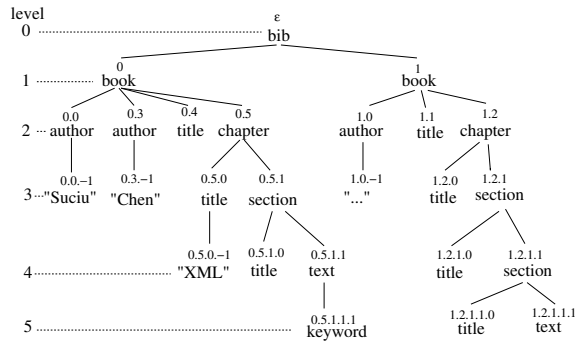 level ε
0 bib
0 1
1 book book
0.0 0.3 0.4 0.5 1.0 1.1 1.2
2 author author title chapter author title chapter
0.0.−1 0.3.−1 0.5.0 0.5.1 1.0.−1 1.2.0 1.2.1
3 "Suciu" "Chen" title section "..." title section
0.5.0.−1 0.5.1.0 0.5.1.1 1.2.1.0 1.2.1.1
4 "XML" title text title section
0.5.1.1.1 1.2.1.1.0 1.2.1.1.1
5 keyword title text